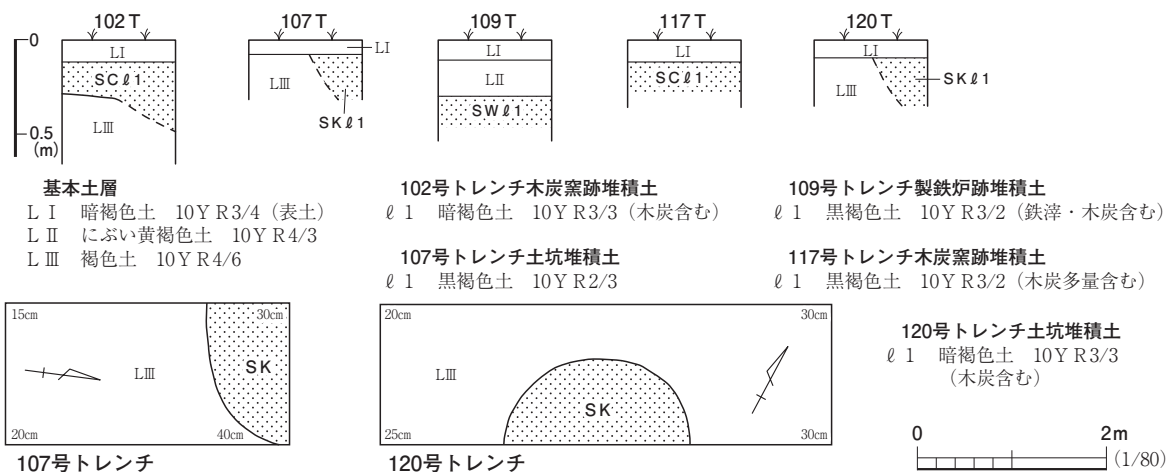 102T 107T 109T 117T 120T
0
LⅠ
SCℓ1
LⅢ
0.5
(m)
LⅠ
LⅢ
SKℓ1
LⅠ
LⅡ
SWℓ1
LⅠ
SCℓ1
LⅠ
LⅢ
SKℓ1
基本土層
LⅠ 暗褐色土 10YR3/4(表土)
LⅡ にぶい黄褐色土 10YR4/3
LⅢ 褐色土 10YR4/6
102号トレンチ木炭窯跡堆積土
ℓ1 暗褐色土 10YR3/3(木炭含む)
107号トレンチ土坑堆積土
ℓ1 黒褐色土 10YR2/3
109号トレンチ製鉄炉跡堆積土
ℓ1 黒褐色土 10YR3/2(鉄滓・木炭含む)
117号トレンチ木炭窯跡堆積土
ℓ1 黒褐色土 10YR3/2(木炭多量含む)
120号トレンチ土坑堆積土
ℓ1 暗褐色土 10YR3/3
(木炭含む)
15cm 30cm
LⅢ SK
20cm 40cm
107号トレンチ
20cm 30cm
LⅢ
SK
25cm 30cm
120号トレンチ
0 2m
(1/80)